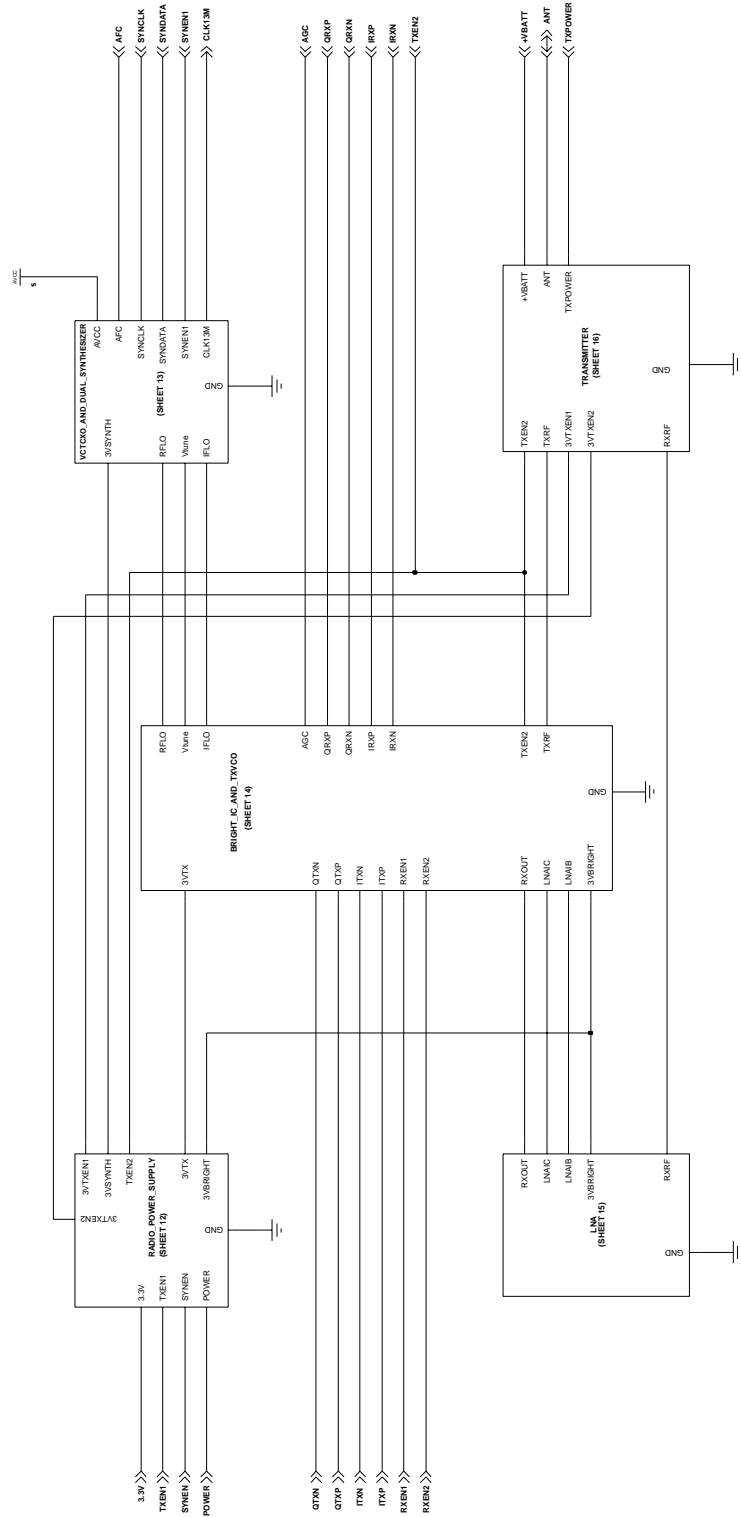 3.3V
TXEN1
SYNEN
POWER
QTXN
QTXP
ITXN
ITXP
RXEN1
RXEN2
RADIO_POWER_SUPPLY
(SHEET 12)
3.3V
TXEN1
SYNEN
POWER
3VTXEN2
3VTXEN1
3VSYNTH
TXEN2
3VTX
3VBRIGHT
GND
LNA
(SHEET 15)
RXOUT
LNAIC
LNAIB
3VBRIGHT
RXRF
GND
BRIGHT_IC_AND_TXVCO
(SHEET 14)
3VTX
QTXN
QTXP
ITXN
ITXP
RXEN1
RXEN2
RXOUT
LNAIC
LNAIB
3VBRIGHT
RFLO
Vtune
IFLO
AGC
QRXP
QRXN
IRXP
IRXN
TXEN2
TXRF
GND
VCTCXO_AND_DUAL_SYNTHESIZER
(SHEET 13)
3VSYNTH
RFLO
Vtune
IFLO
AVCC
AFC
SYNCLK
SYNDATA
SYNEN1
CLK13M
GND
AVCC
TRANSMITTER
(SHEET 16)
TXEN2
TXRF
3VTXEN1
3VTXEN2
RXRF
+VBATT
ANT
TXPOWER
GND
AFC
SYNCLK
SYNDATA
SYNEN1
CLK13M
AGC
QRXP
QRXN
IRXP
IRXN
TXEN2
+VBATT
ANT
TXPOWER